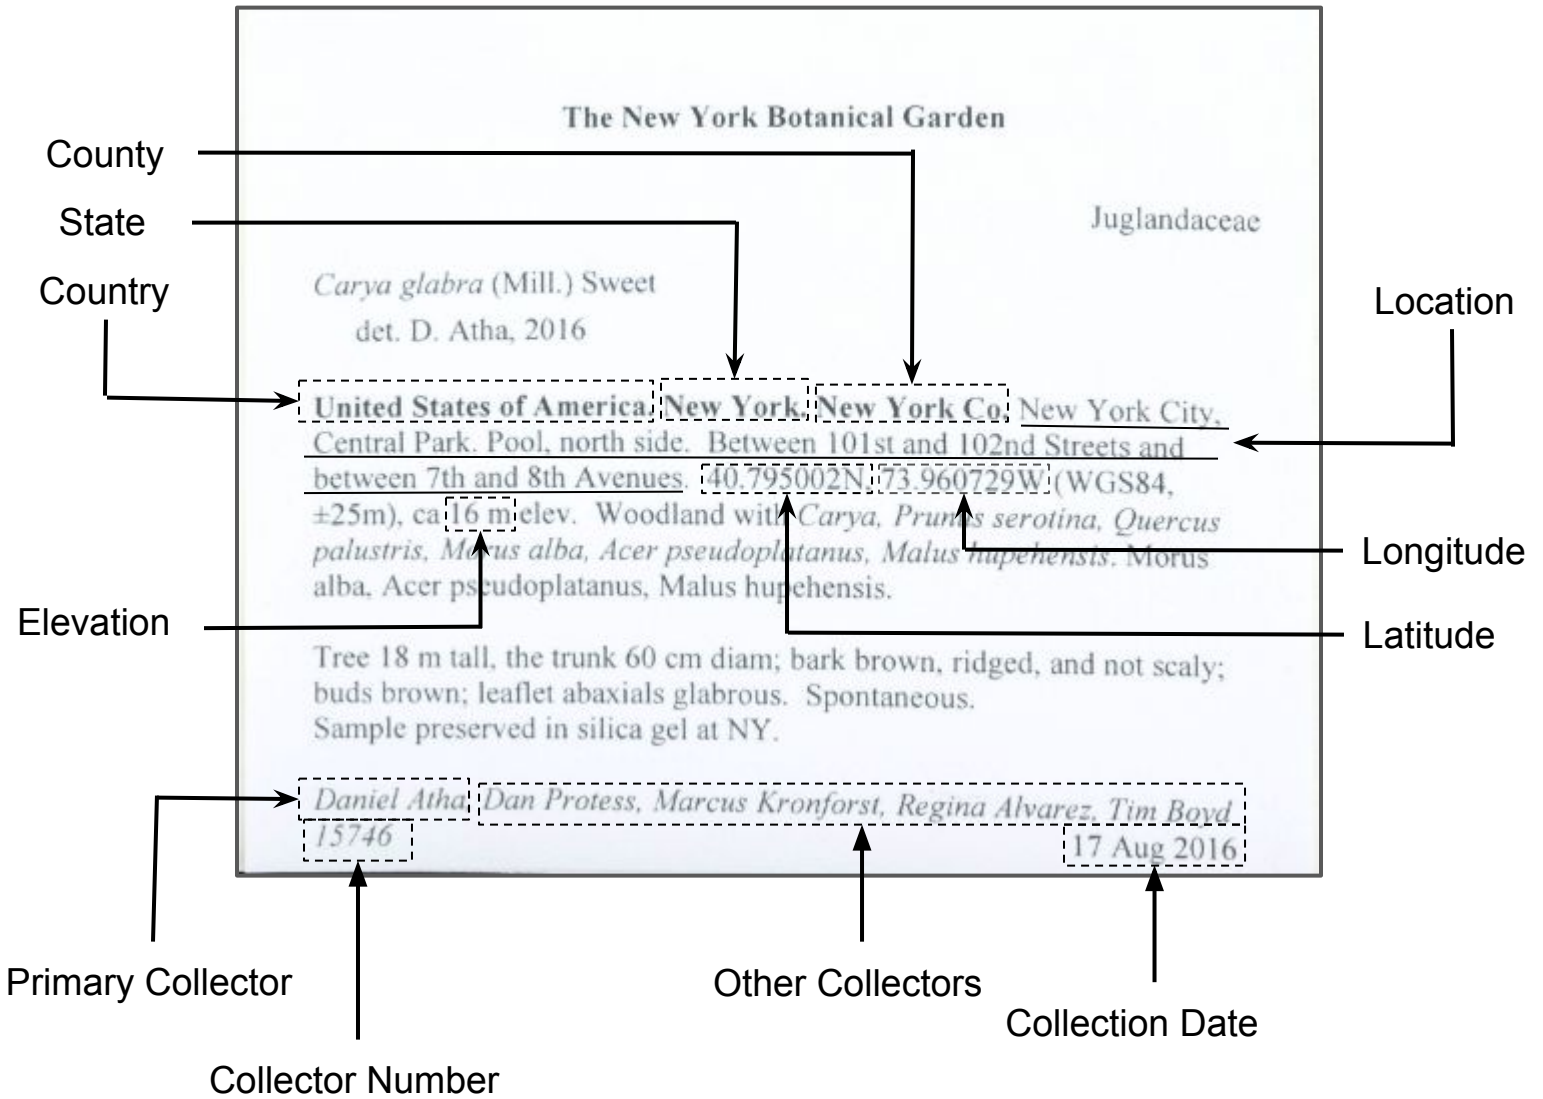 The New York Botanical Garden
County
State
Juglandaceae
Country
Carya glabra (Mill.) Sweet
Location
det. D. Atha, 2016
United States of America. New York. New York Co. New York City,
Central Park. Pool, north side. Between 101st and 102nd Streets and
between 7th and 8th Avenues. 40.795002N, 73.960729W (WGS84,
±25m), ca 16 m elev. Woodland with Carya, Prunus serotina, Quercus
palustris, Morus alba, Acer pseudoplatanus, Malus hupehensis. Morus
Longitude
alba, Acer pseudoplatanus, Malus hupehensis.
Elevation
Latitude
Tree 18 m tall, the trunk 60 cm diam; bark brown, ridged, and not scaly;
buds brown; leaflet abaxials glabrous. Spontaneous.
Sample preserved in silica gel at NY.
Daniel Atha, Dan Protess, Marcus Kronforst, Regina Alvarez, Tim Boyd
15746
17 Aug 2016
Primary Collector
Other Collectors
Collection Date
Collector Number